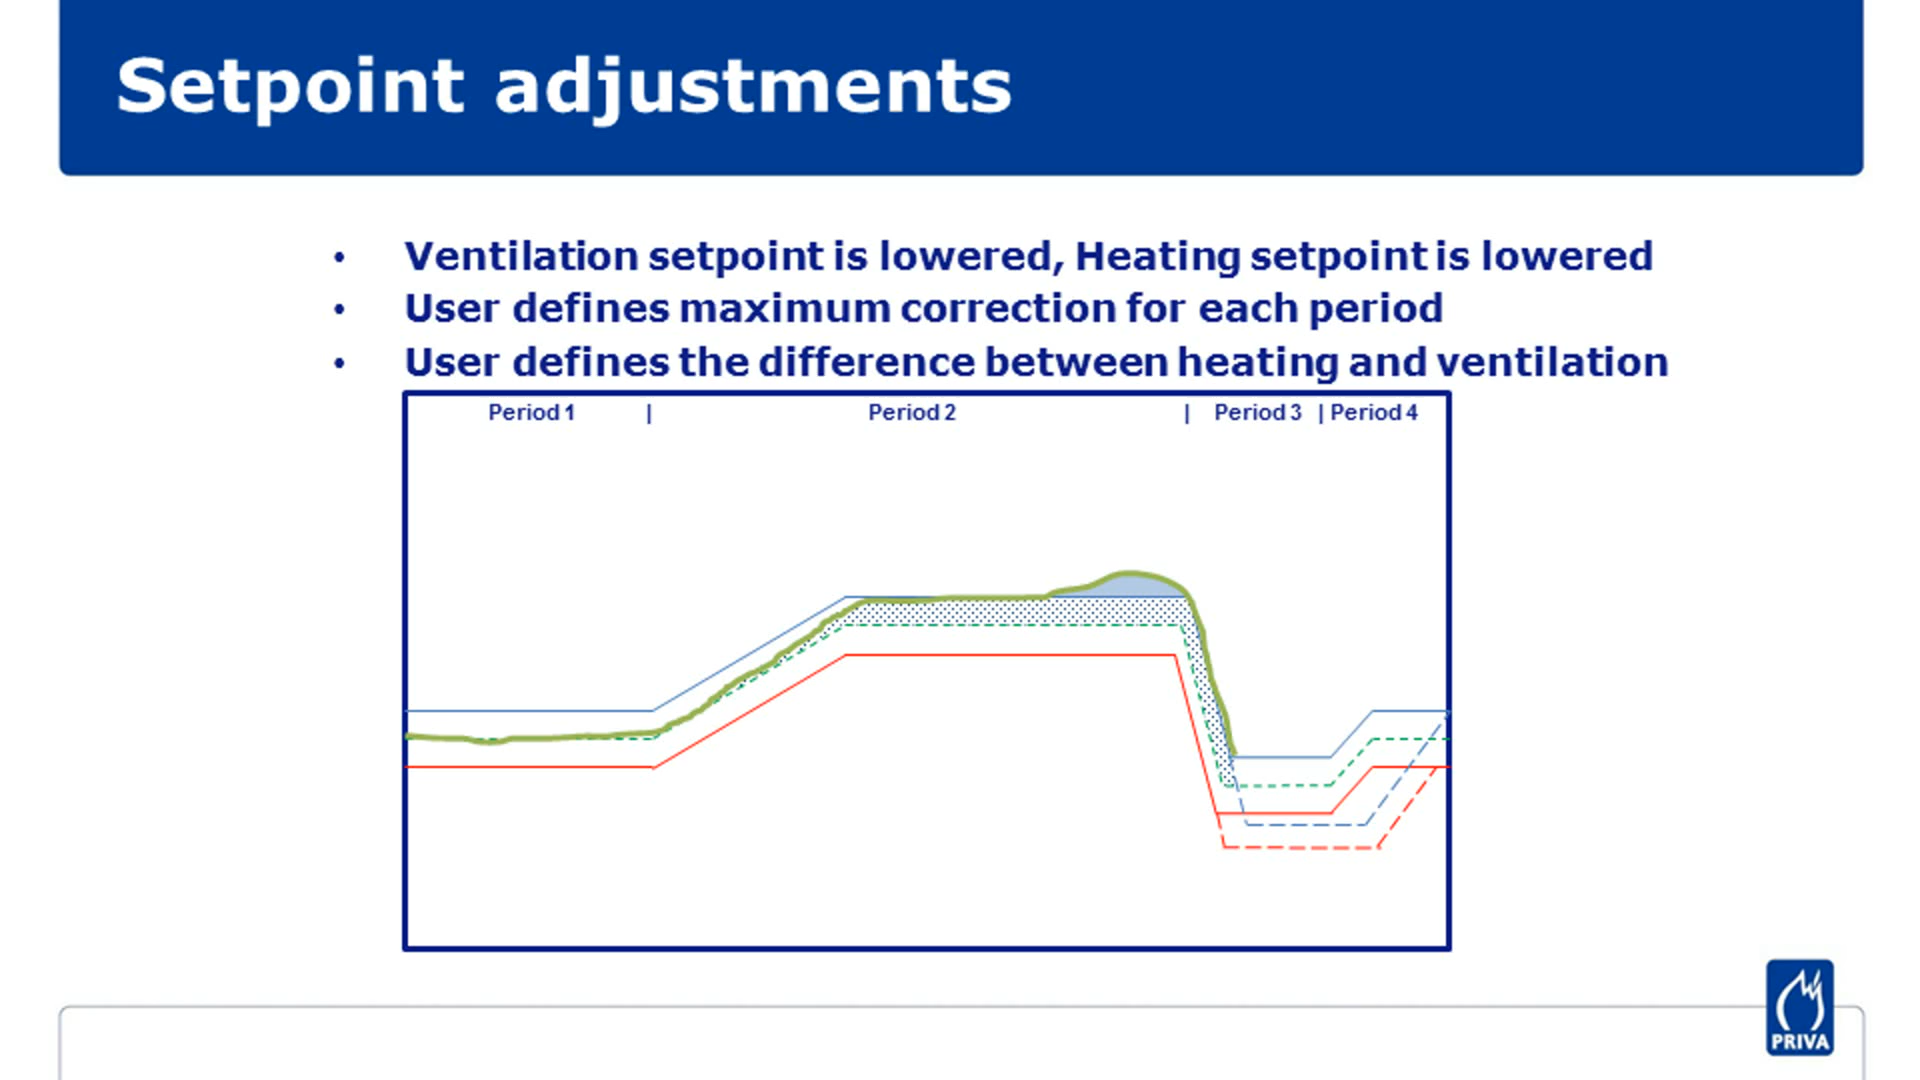 Setpoint adjustments
• Ventilation setpoint is lowered, Heating setpoint is lowered
• User defines maximum correction for each period
• User defines the difference between heating and ventilation
Period 1 | Period 2 | Period 3 | Period 4
PRIVA